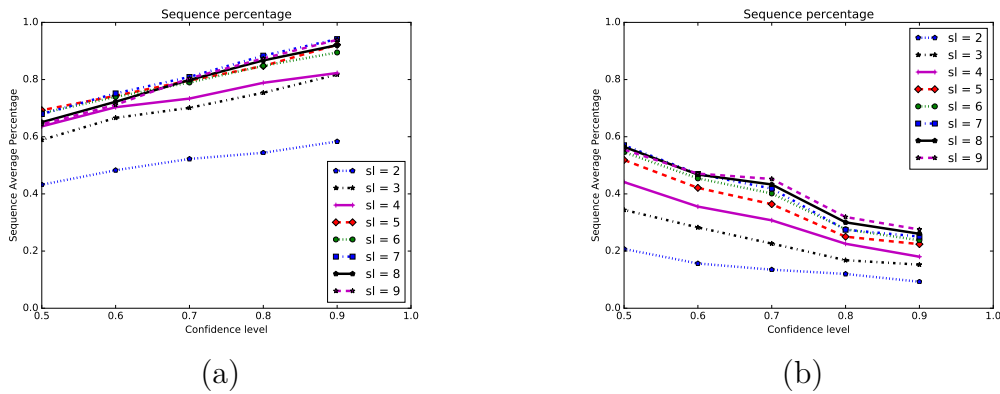 Sequence percentage
Sequence Average Percentage
1.0
0.8
0.6
0.4
0.2
0.0
0.5 0.6 0.7 0.8 0.9 1.0
Confidence level
sl = 2
sl = 3
sl = 4
sl = 5
sl = 6
sl = 7
sl = 8
sl = 9
(a)
Sequence percentage
Sequence Average Percentage
1.0
0.8
0.6
0.4
0.2
0.0
0.5 0.6 0.7 0.8 0.9 1.0
Confidence level
sl = 2
sl = 3
sl = 4
sl = 5
sl = 6
sl = 7
sl = 8
sl = 9
(b)